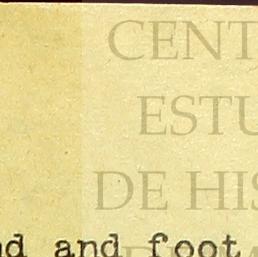 CENT
ESTU
DE HIS
nd and foot